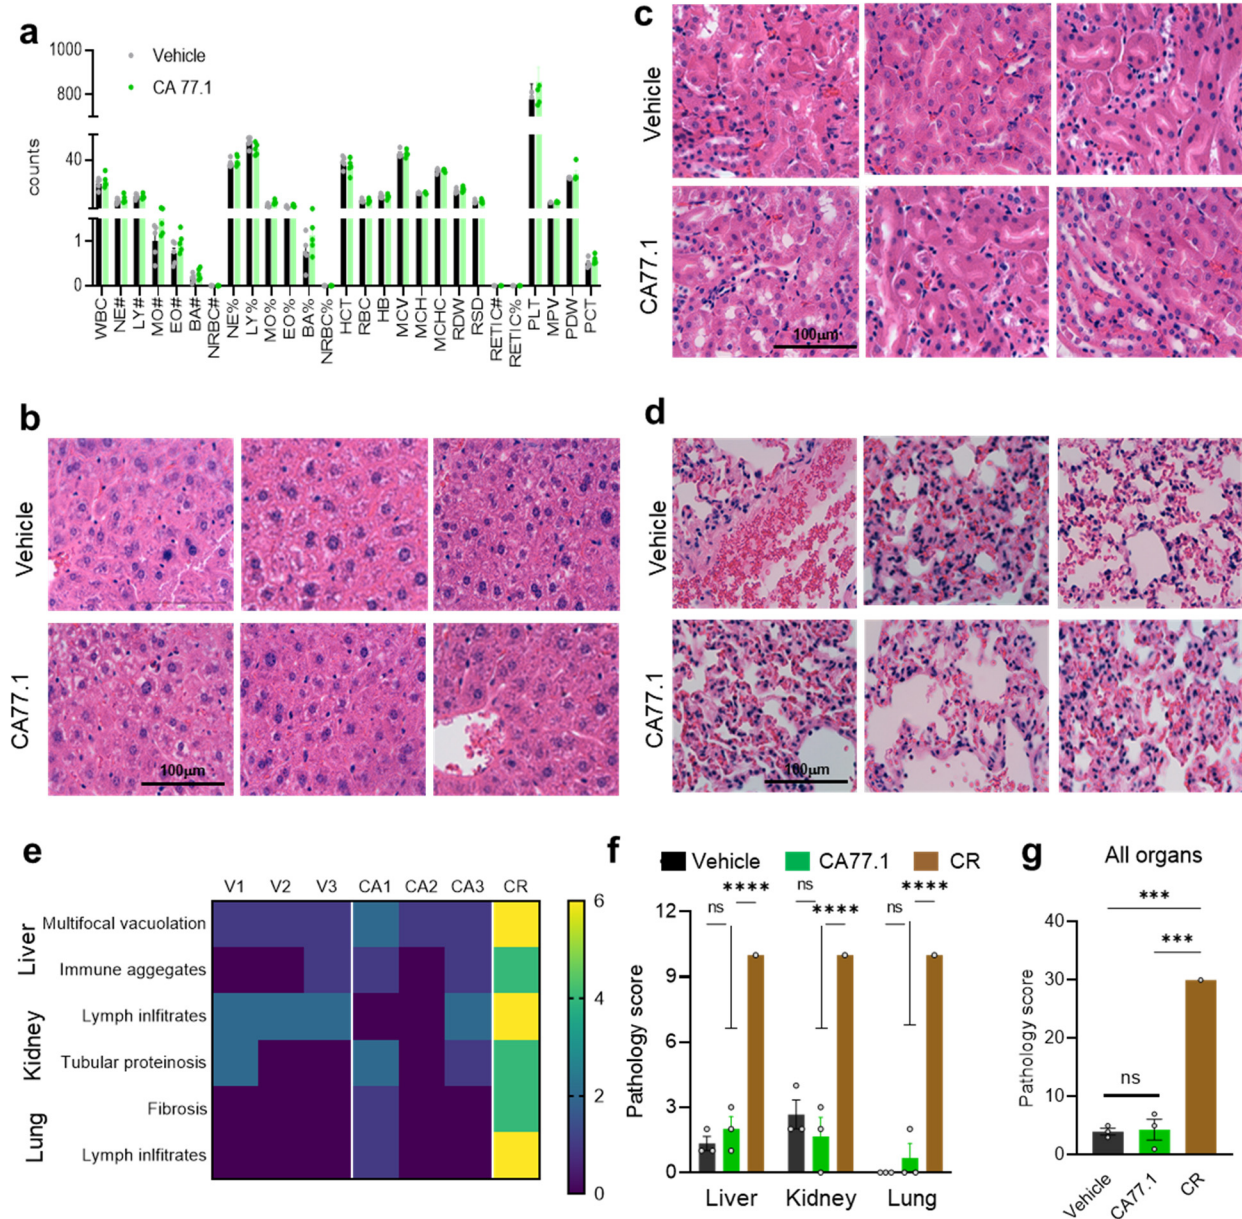 a
1000
800
40
1
0
counts
Vehicle
CA 77.1
WBC
NE#
LY#
MO#
EO#
BA#
NRBC#
NE%
LY%
MO%
EO%
BA%
NRBC%
HCT
RBC
HB
MCV
MCH
MCHC
RDW
RSD
RETIC#
RETIC%
PLT
MPV
PDW
PCT
b
Vehicle
CA77.1
100μm
c
Vehicle
CA77.1
100μm
d
Vehicle
CA77.1
100μm
e
V1 V2 V3 CA1 CA2 CA3 CR
Liver
Multifocal vacuolation
Immune aggegates
Kidney
Lymph inlfitrates
Tubular proteinosis
Lung
Fibrosis
Lymph inlfitrates
6
4
2
0
f
Vehicle CA77.1 CR
ns **** ns **** ns ****
Pathology score
12
9
6
3
0
Liver Kidney Lung
g
All organs
***
***
ns
Pathology score
40
30
20
10
0
Vehicle
CA77.1
CR